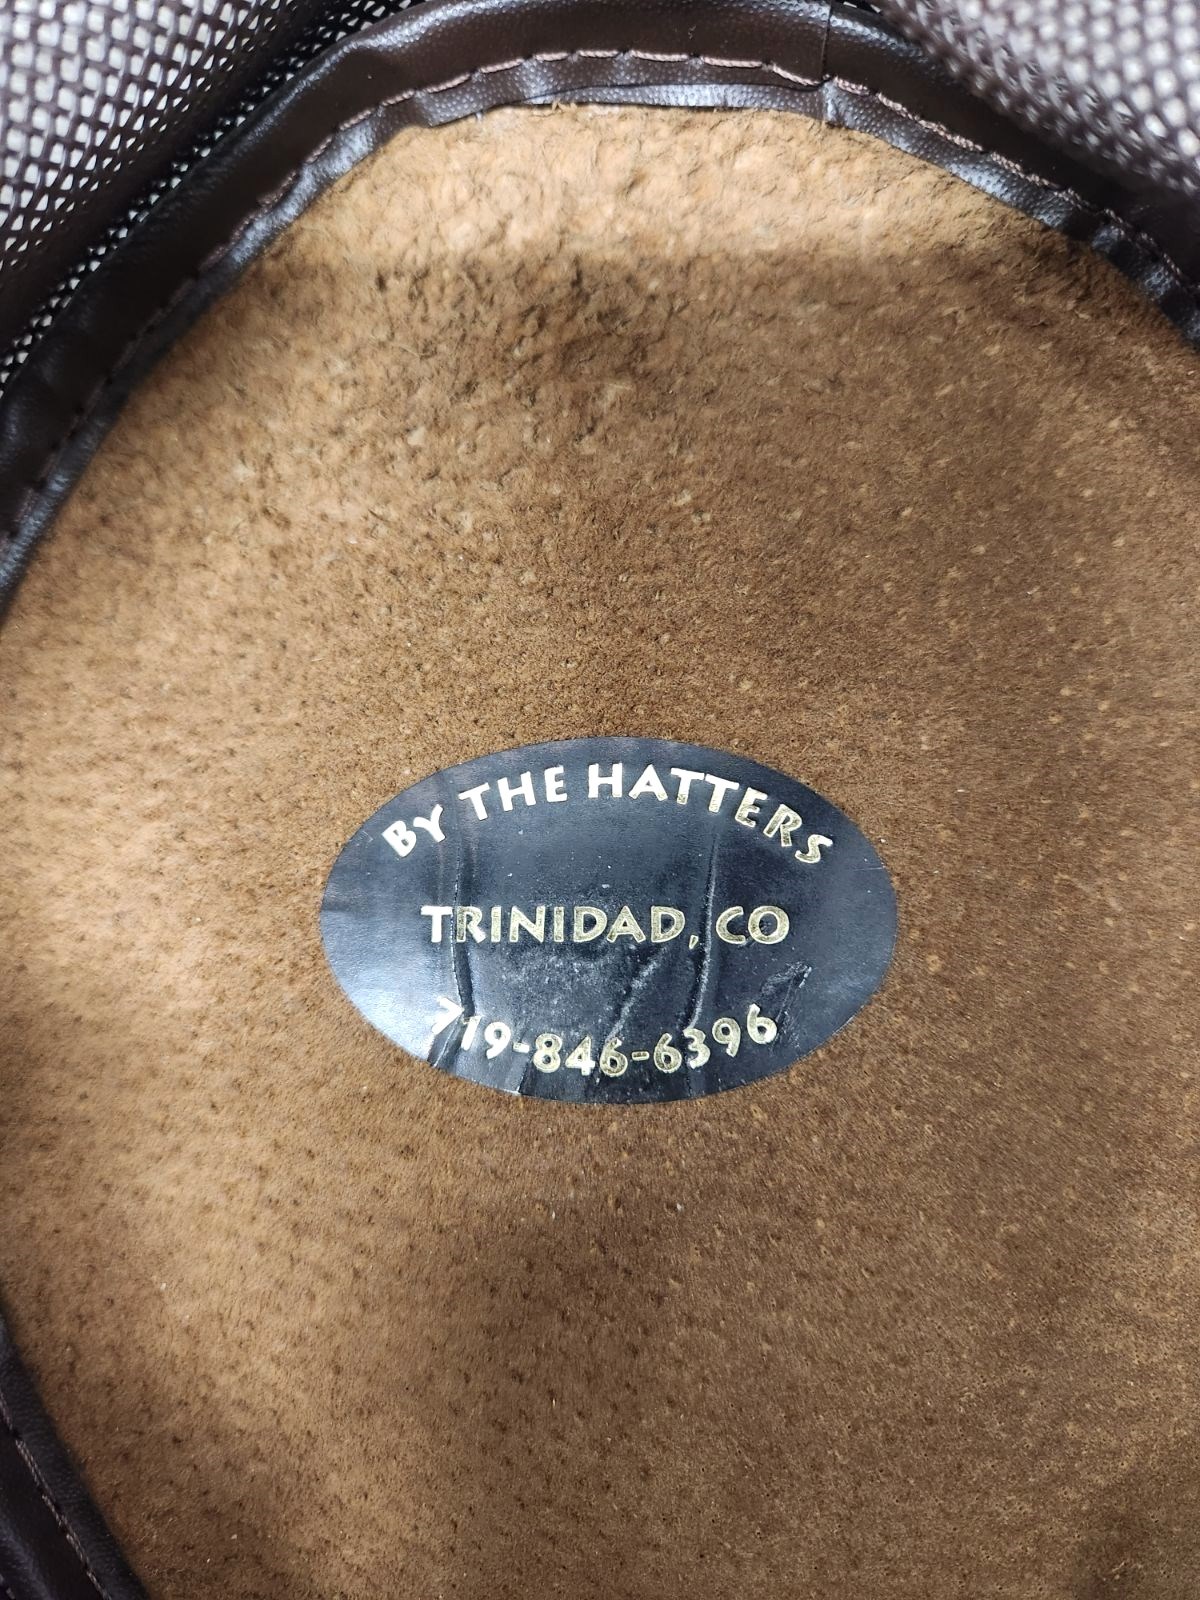 BY THE HATTERS
TRINIDAD, CO
719-846-6396